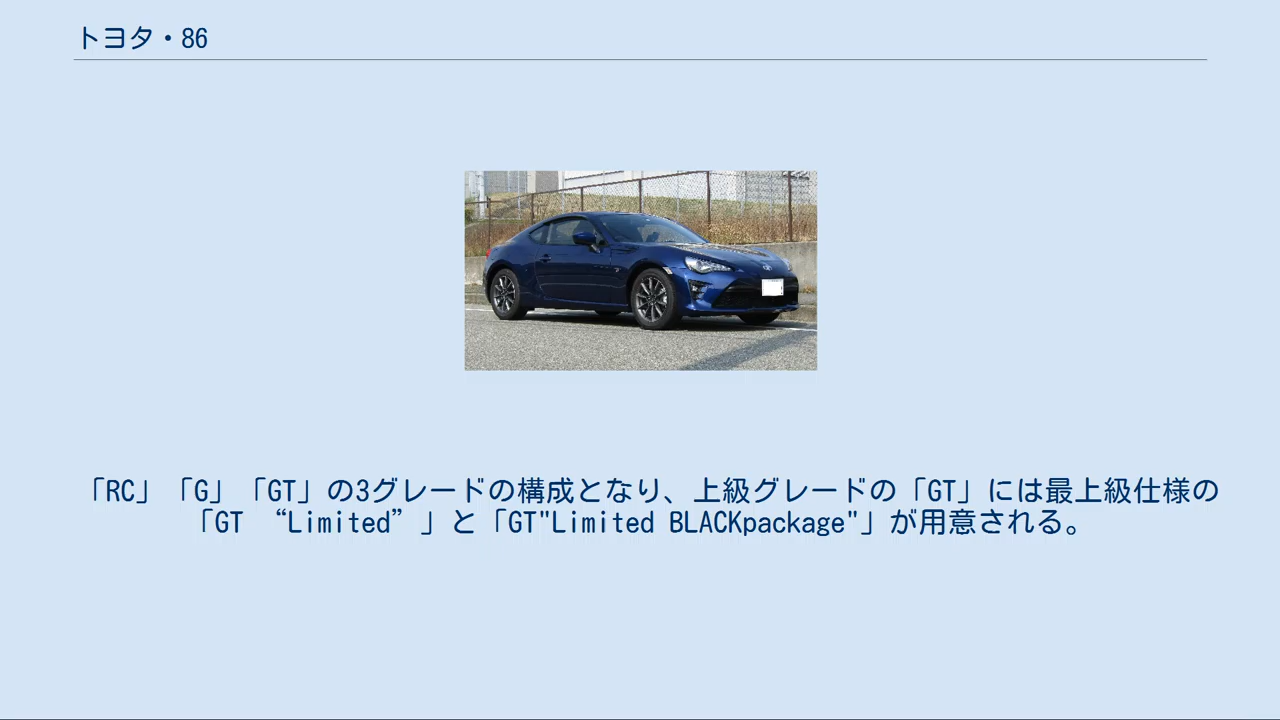 トヨタ・86
「RC」「G」「GT」の3グレードの構成となり、上級グレードの「GT」には最上級仕様の
「GT “Limited”」と「GT"Limited BLACKpackage"」が用意される。